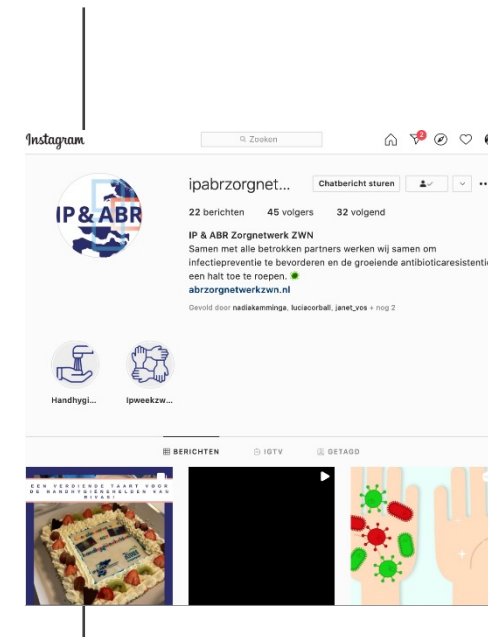 Instagram
Zoeken
2
IP & ABR
ipabrzorgnet...
Chatbericht sturen
22 berichten 45 volgers 32 volgend
IP & ABR Zorgnetwerk ZWN
Samen met alle betrokken partners werken wij samen om
infectiepreventie te bevorderen en de groeiende antibioticaresistentie
een halt toe te roepen.
abrzorgnetwerkzwn.nl
Gevold door nadiakamminga, luciecorball, janet_vos + nog 2
Handhygi...
Ipweekzw...
BERICHTEN
IGTV
GETAGD
EEN VERDIENDE TAART VOOR
DE HANDHYGIËNEHELDEN VAN